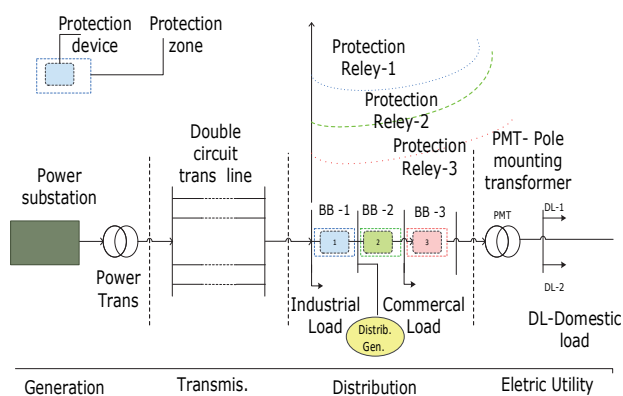 Protection
device
Protection
zone
Protection
Reley-1
Protection
Reley-2
Protection
Reley-3
Double
circuit
trans line
PMT- Pole
mounting
transformer
Power
substation
BB -1
BB -2
BB -3
PMT
DL-1
DL-2
1
2
3
Power
Trans
Industrial
Load
Commercal
Load
Distrib.
Gen.
DL-Domestic
load
Generation
Transmis.
Distribution
Eletric Utility